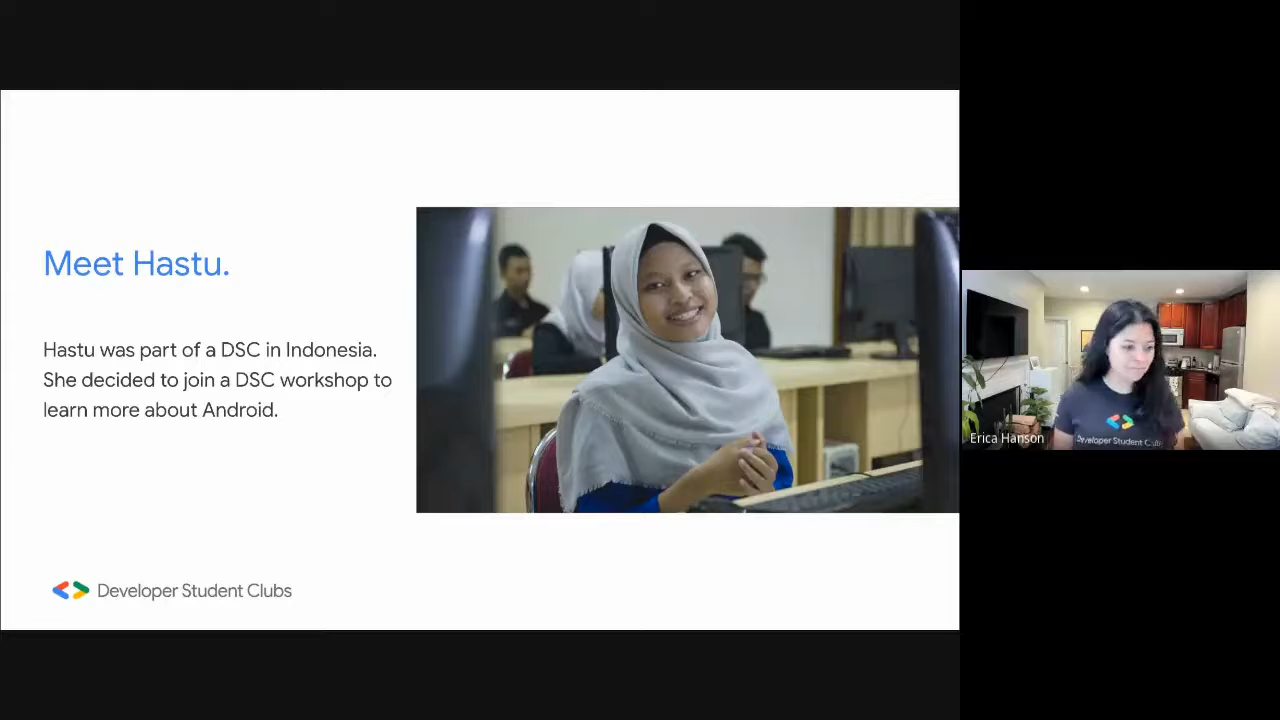 Meet Hastu.
Hastu was part of a DSC in Indonesia.
She decided to join a DSC workshop to
learn more about Android.
Developer Student Clubs
Erica Hanson
Developer Student Clubs